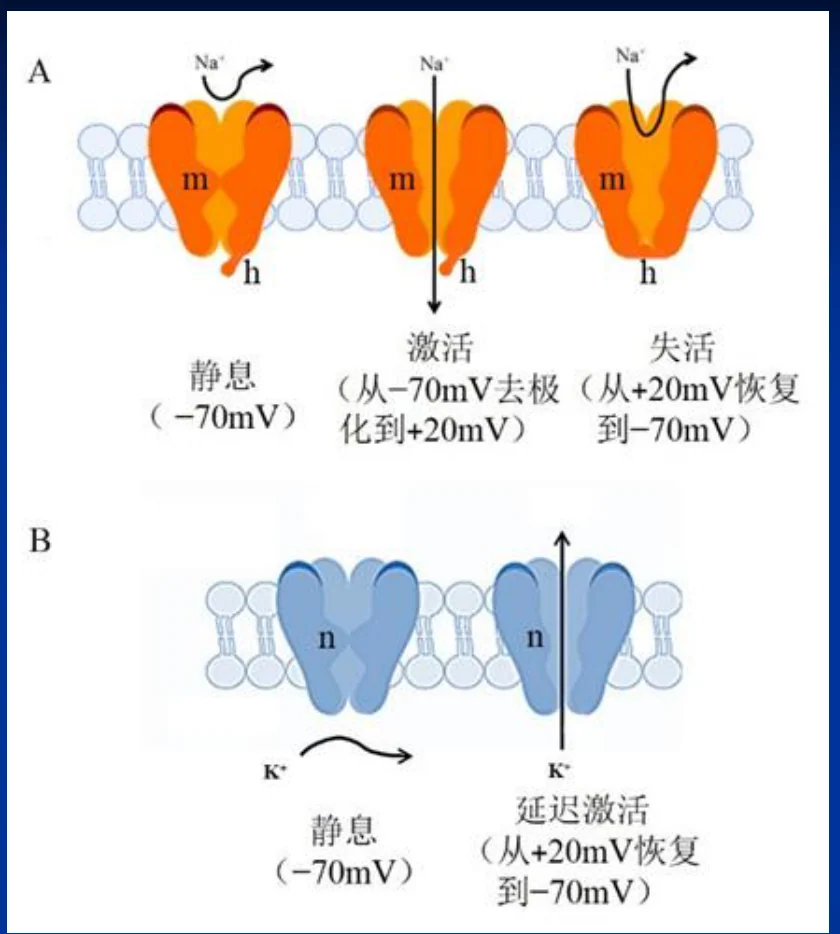 A
Na⁺
Na⁺
Na⁺
m
m
m
h
h
h
静息
（−70mV）
激活
（从−70mV去极
化到+20mV）
失活
（从+20mV恢复
到−70mV）
B
n
n
K⁺
K⁺
静息
（−70mV）
延迟激活
（从+20mV恢复
到−70mV）